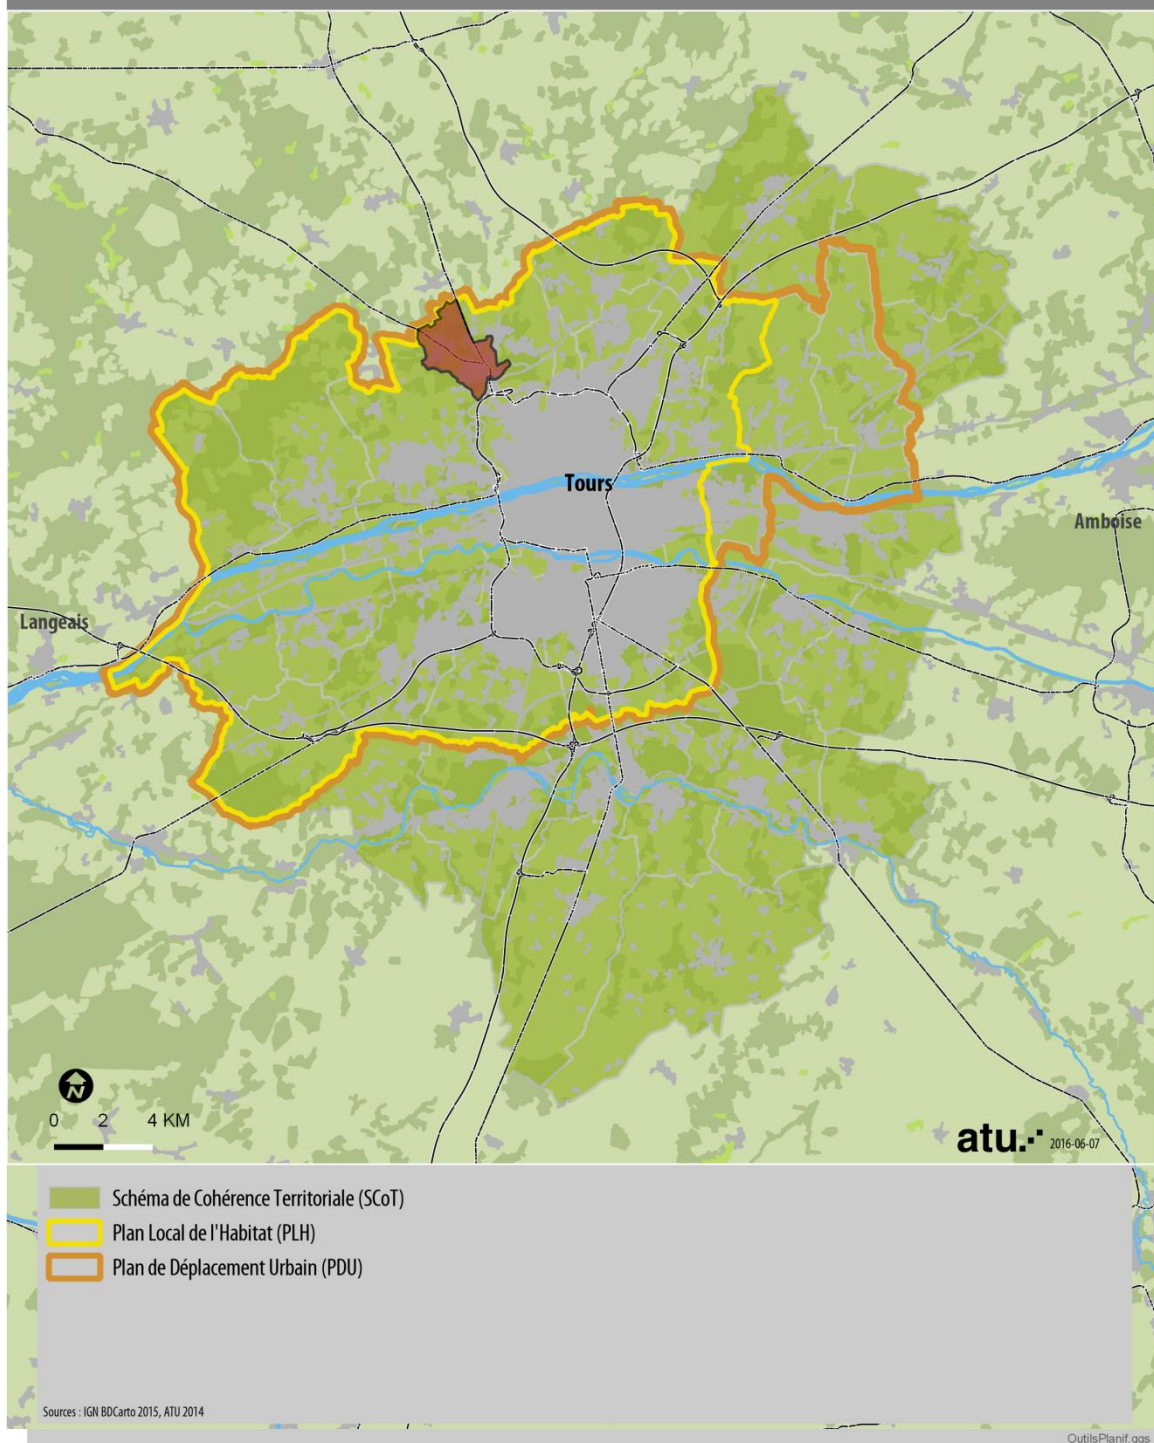 Tours
Amboise
Langeais
N
0 2 4 KM
atu. 2016-06-07
Schéma de Cohérence Territoriale (SCoT)
Plan Local de l'Habitat (PLH)
Plan de Déplacement Urbain (PDU)
Sources : IGN BDCarto 2015, ATU 2014
OutilsPlanif.qgs